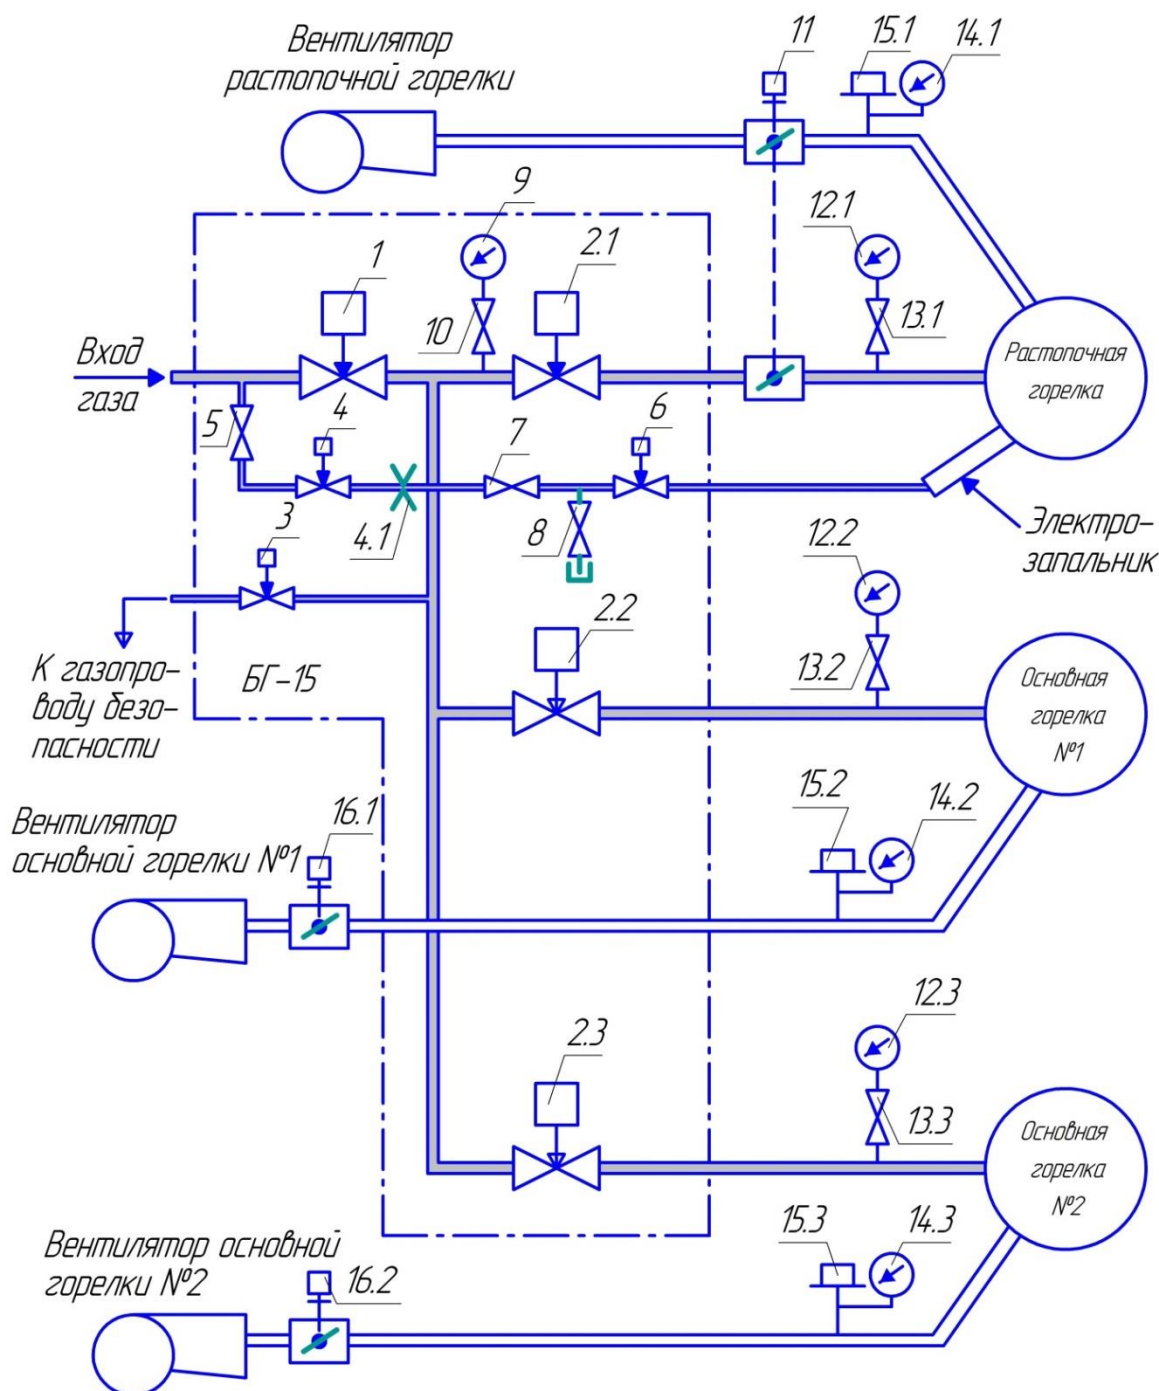 11
15.1
14.1
Вентилятор
растопочной горелки
9
12.1
1
2.1
10
13.1
Вход
газа
Растопочная
горелка
5
4
7
6
3
4.1
8
Электро-
запальник
12.2
2.2
К газопро-
воду безо-
пасности
БГ-15
13.2
Основная
горелка
№1
15.2
14.2
Вентилятор
основной горелки №1
16.1
12.3
2.3
13.3
Основная
горелка
№2
15.3
14.3
Вентилятор основной
горелки №2
16.2